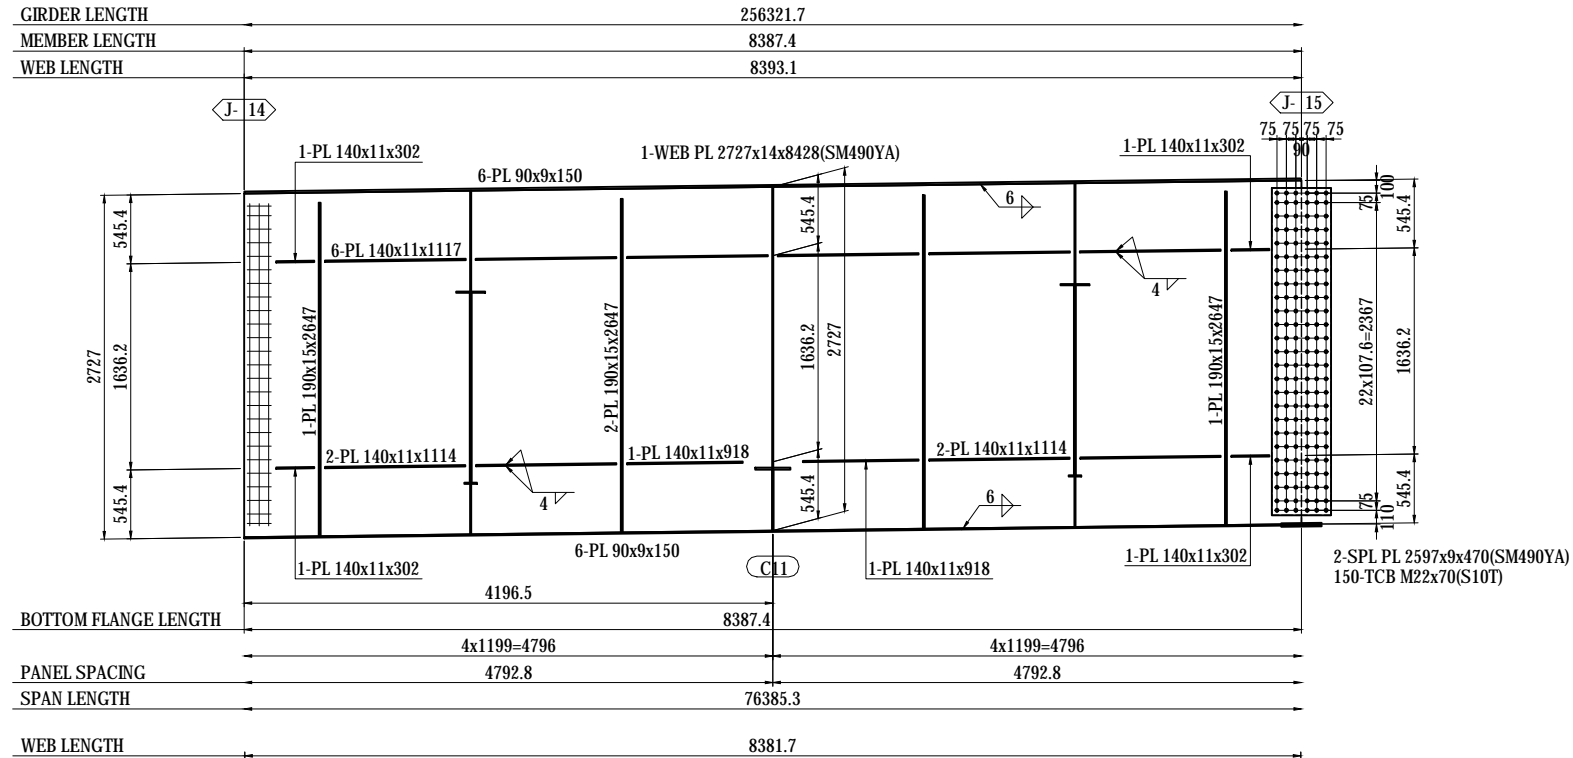 GIRDER LENGTH 256321.7
MEMBER LENGTH 8387.4
WEB LENGTH 8393.1
J- 14
J- 15
75 75 75 75
90
1-PL 140x11x302
1-WEB PL 2727x14x8428(SM490YA)
1-PL 140x11x302
6-PL 90x9x150
6
100
75
545.4
545.4
545.4
6-PL 140x11x1117
4
2727
1636.2
1-PL 190x15x2647
2-PL 190x15x2647
1636.2
2727
1-PL 190x15x2647
22x107.6=2367
1636.2
2-PL 140x11x1114
1-PL 140x11x918
2-PL 140x11x1114
545.4
4
545.4
6
75
545.4
110
6-PL 90x9x150
1-PL 140x11x302
C11
1-PL 140x11x918
1-PL 140x11x302
2-SPL PL 2597x9x470(SM490YA)
150-TCB M22x70(S10T)
4196.5
BOTTOM FLANGE LENGTH 8387.4
4x1199=4796 4x1199=4796
PANEL SPACING 4792.8 4792.8
SPAN LENGTH 76385.3
WEB LENGTH 8381.7